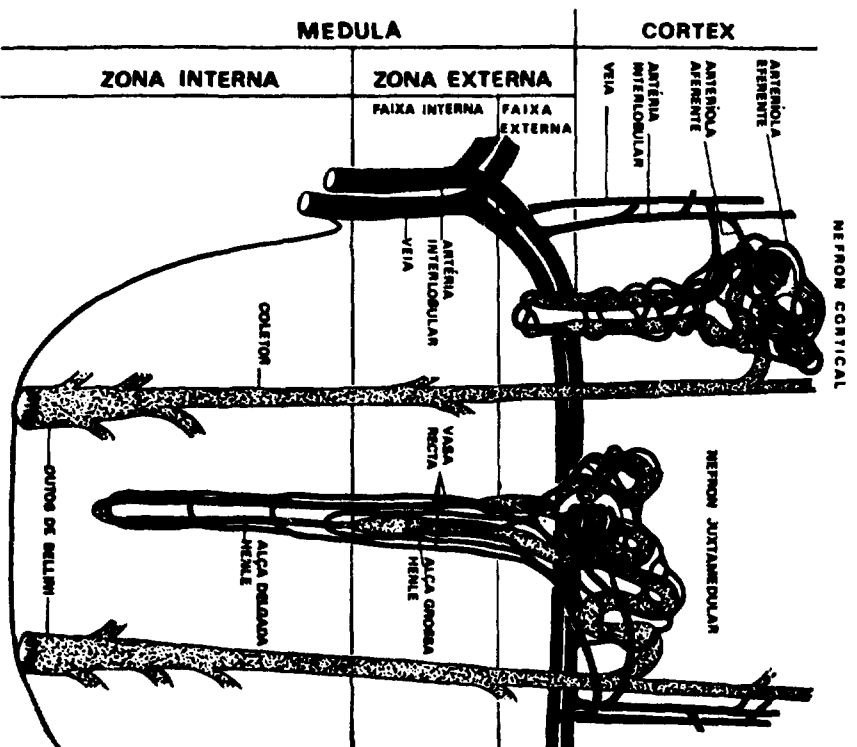 MEDULA
CORTEX
ZONA INTERNA
ZONA EXTERNA
FAIXA INTERNA
FAIXA
EXTERNA
VEIA
ARTÉRIA
INTERLOBULAR
ARTERÍOLA
AFERENTE
ARTERÍOLA
EFERENTE
NEFRON CORTICAL
VEIA
ARTÉRIA
INTERLOBULAR
COLETOR
VASA
RECTA
NEFRON JUXTAMEDULAR
DUTOS DE BELLINI
ALÇA DELGADA
HENLE
ALÇA GROSSA
HENLE